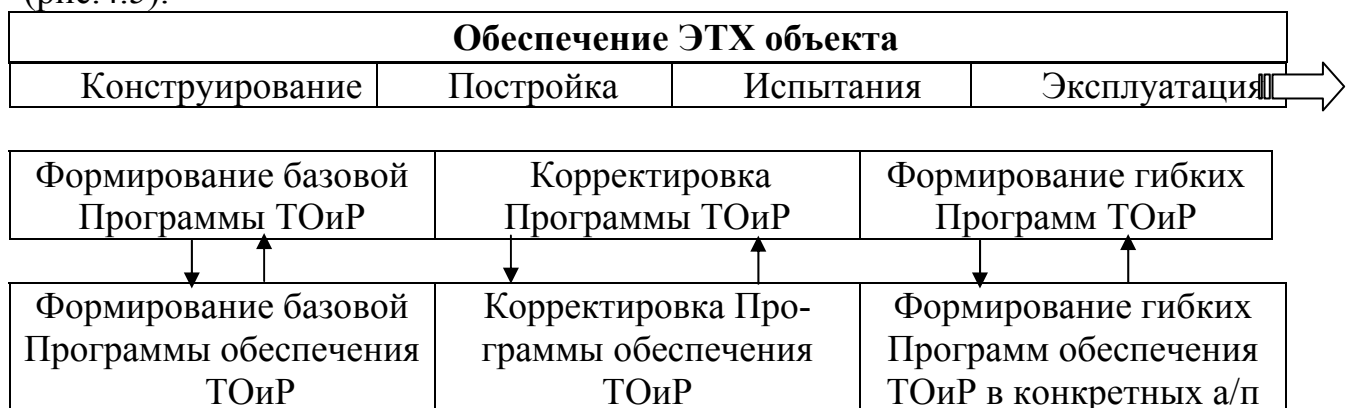 (рис.4.3).
Обеспечение ЭТХ объекта
Конструирование Постройка Испытания Эксплуатация
Формирование базовой Программы ТОиР
Корректировка Программы ТОиР
Формирование гибких Программ ТОиР
Формирование базовой
Программы обеспечения
ТОиР
Корректировка Про-
граммы обеспечения
ТОиР
Формирование гибких
Программ обеспечения
ТОиР в конкретных а/п